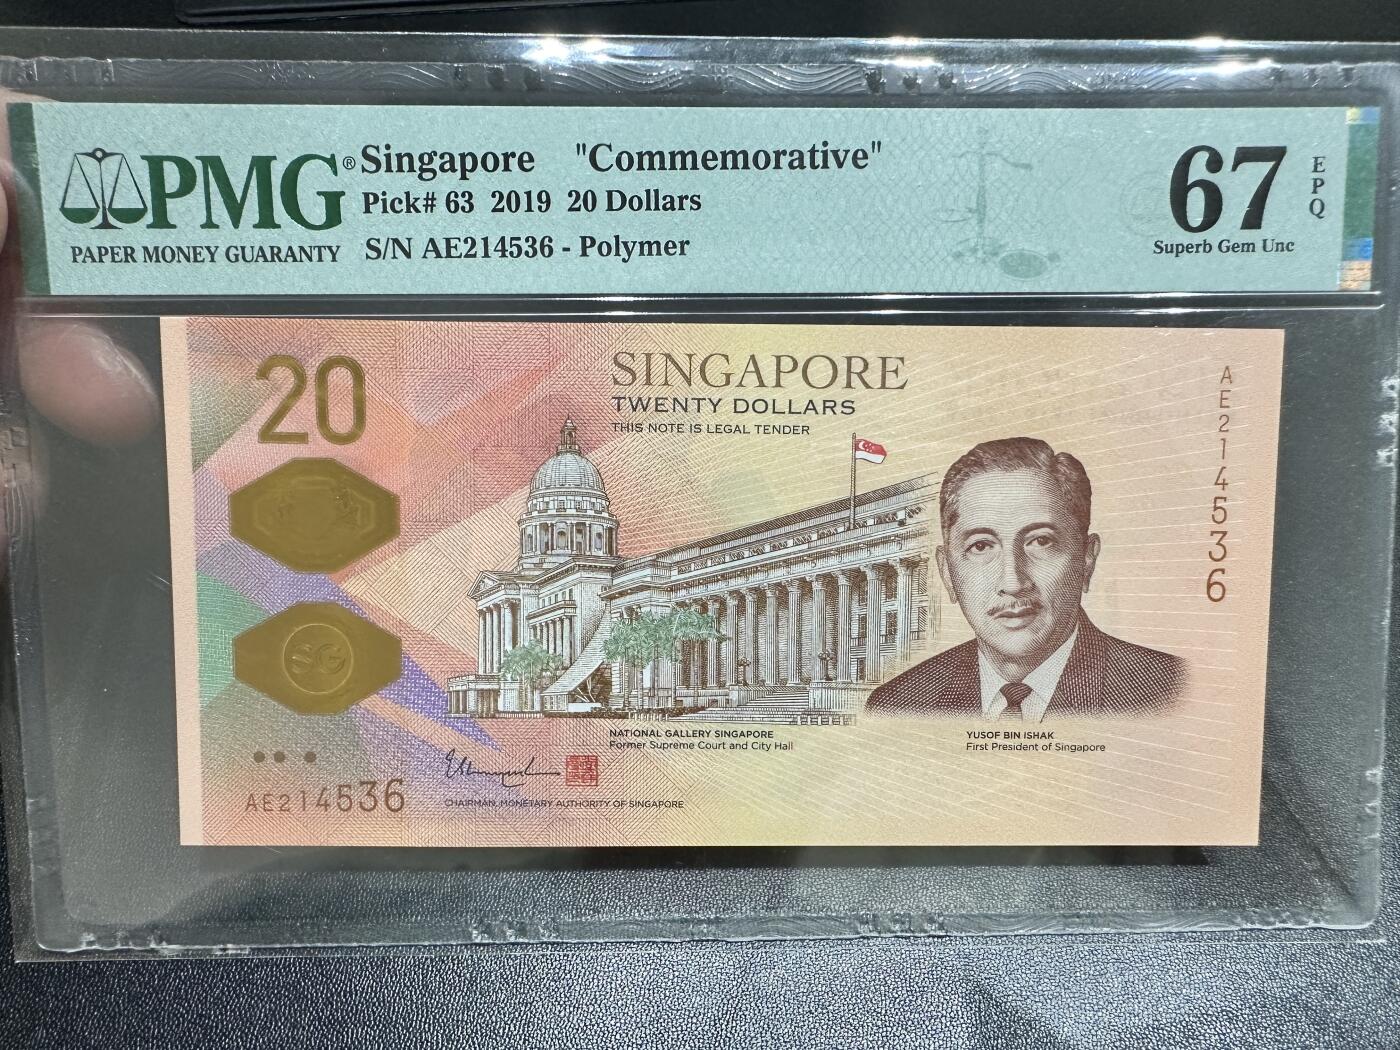 PMG® Singapore "Commemorative"
Pick# 63 2019 20 Dollars
PAPER MONEY GUARANTY S/N AE214536 - Polymer
67 EPQ
Superb Gem Unc
20
SINGAPORE
TWENTY DOLLARS
THIS NOTE IS LEGAL TENDER
AE214536
SG
NATIONAL GALLERY SINGAPORE
Former Supreme Court and City Hall
YUSOF BIN ISHAK
First President of Singapore
AE214536
CHAIRMAN, MONETARY AUTHORITY OF SINGAPORE